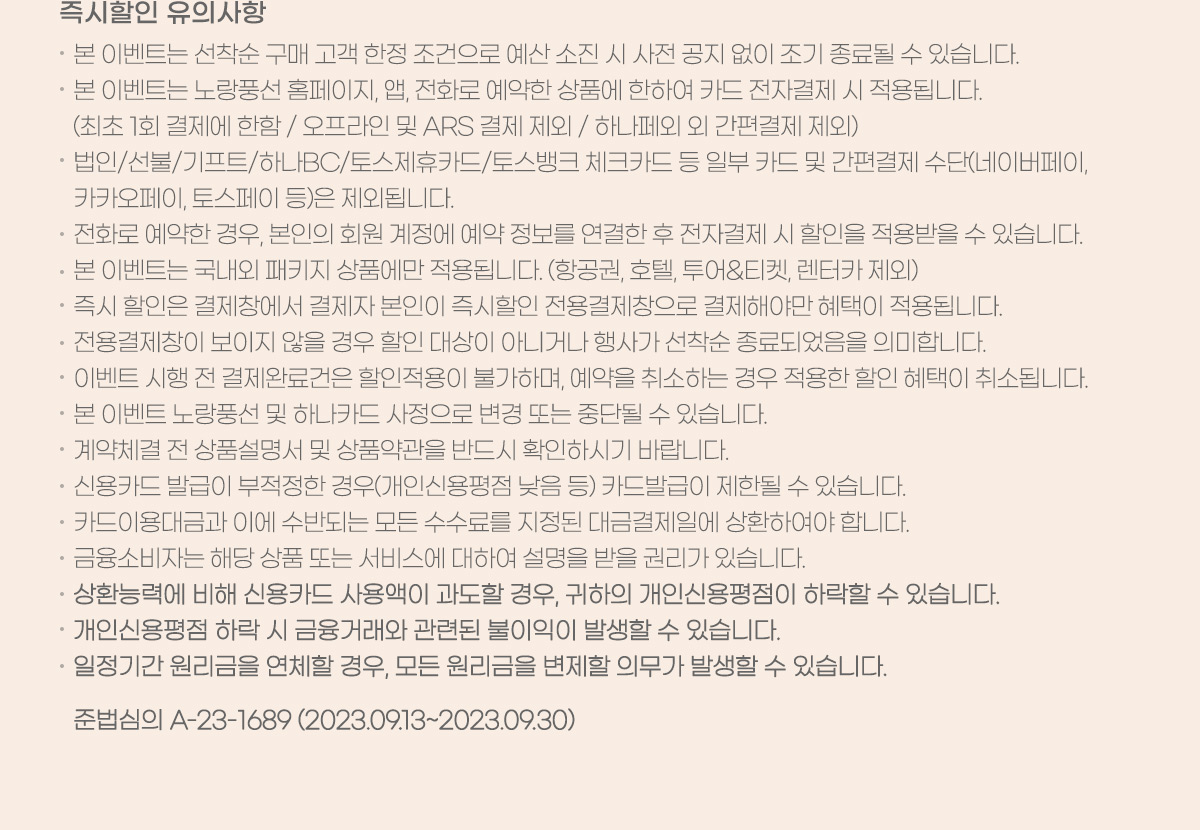 즉시할인 유의사항
· 본 이벤트는 선착순 구매 고객 한정 조건으로 예산 소진 시 사전 공지 없이 조기 종료될 수 있습니다.
· 본 이벤트는 노랑풍선 홈페이지, 앱, 전화로 예약한 상품에 한하여 카드 전자결제 시 적용됩니다.
(최초 1회 결제에 한함 / 오프라인 및 ARS 결제 제외 / 하나페외 외 간편결제 제외)
· 법인/선불/기프트/하나BC/토스제휴카드/토스뱅크 체크카드 등 일부 카드 및 간편결제 수단(네이버페이,
카카오페이, 토스페이 등)은 제외됩니다.
· 전화로 예약한 경우, 본인의 회원 계정에 예약 정보를 연결한 후 전자결제 시 할인을 적용받을 수 있습니다.
· 본 이벤트는 국내외 패키지 상품에만 적용됩니다. (항공권, 호텔, 투어&티켓, 렌터카 제외)
· 즉시 할인은 결제창에서 결제자 본인이 즉시할인 전용결제창으로 결제해야만 혜택이 적용됩니다.
· 전용결제창이 보이지 않을 경우 할인 대상이 아니거나 행사가 선착순 종료되었음을 의미합니다.
· 이벤트 시행 전 결제완료건은 할인적용이 불가하며, 예약을 취소하는 경우 적용한 할인 혜택이 취소됩니다.
· 본 이벤트 노랑풍선 및 하나카드 사정으로 변경 또는 중단될 수 있습니다.
· 계약체결 전 상품설명서 및 상품약관을 반드시 확인하시기 바랍니다.
· 신용카드 발급이 부적정한 경우(개인신용평점 낮음 등) 카드발급이 제한될 수 있습니다.
· 카드이용대금과 이에 수반되는 모든 수수료를 지정된 대금결제일에 상환하여야 합니다.
· 금융소비자는 해당 상품 또는 서비스에 대하여 설명을 받을 권리가 있습니다.
· 상환능력에 비해 신용카드 사용액이 과도할 경우, 귀하의 개인신용평점이 하락할 수 있습니다.
· 개인신용평점 하락 시 금융거래와 관련된 불이익이 발생할 수 있습니다.
· 일정기간 원리금을 연체할 경우, 모든 원리금을 변제할 의무가 발생할 수 있습니다.
준법심의 A-23-1689 (2023.09.13~2023.09.30)